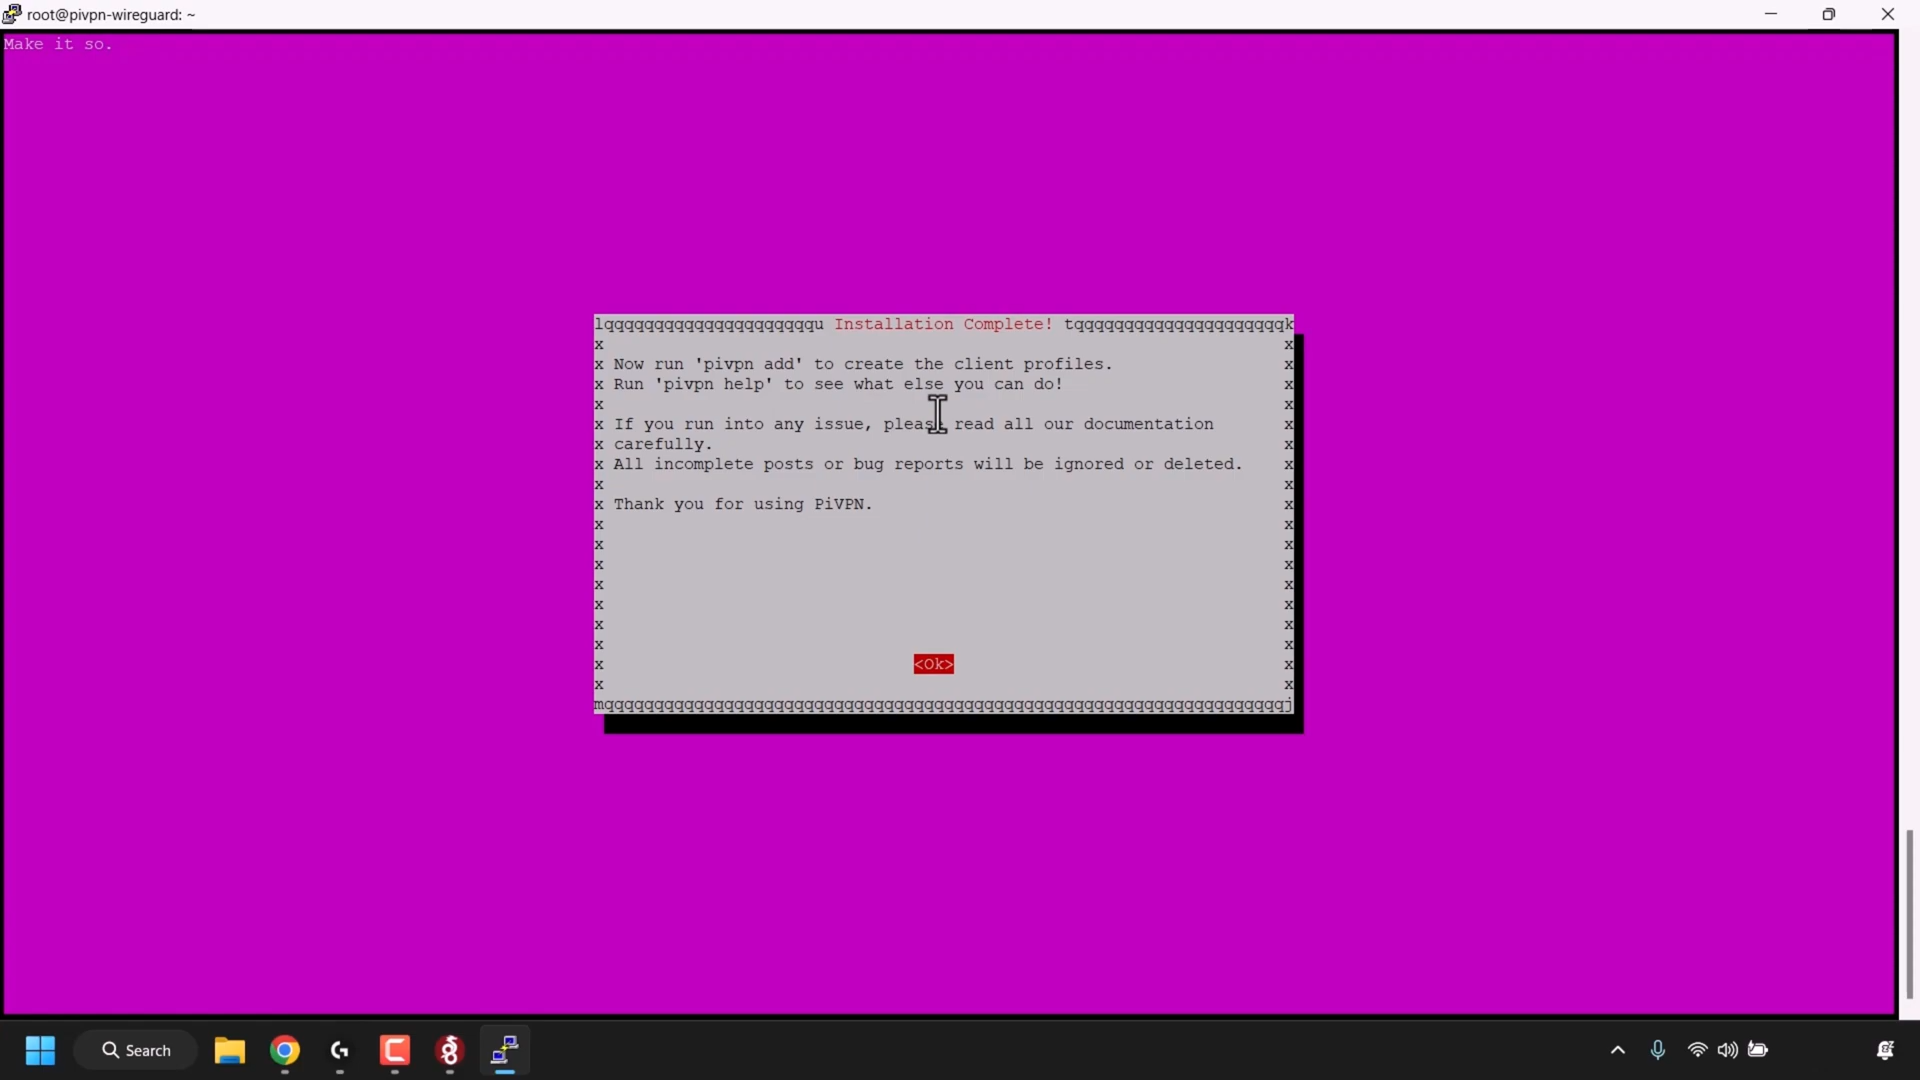 root@pivpn-wireguard: ~
Make it so.
lqqqqqqqqqqqqqqqqqqqqqu Installation Complete! tqqqqqqqqqqqqqqqqqqqqqk
x x
x Now run 'pivpn add' to create the client profiles. x
x Run 'pivpn help' to see what else you can do! x
x x
x If you run into any issue, please read all our documentation x
x carefully. x
x All incomplete posts or bug reports will be ignored or deleted. x
x x
x Thank you for using PiVPN. x
x x
x x
x x
x x
x x
x x
x x
x <Ok> x
x x
mqqqqqqqqqqqqqqqqqqqqqqqqqqqqqqqqqqqqqqqqqqqqqqqqqqqqqqqqqqqqqqqqqqqqj
Search